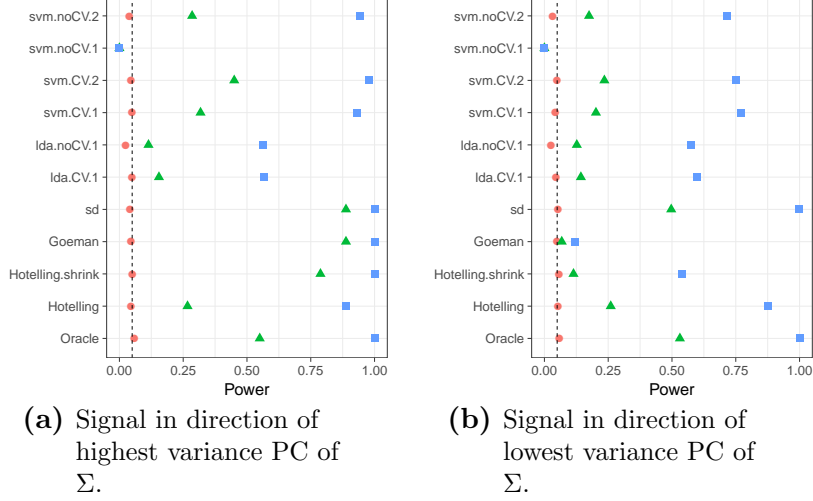 svm.noCV.2
svm.noCV.1
svm.CV.2
svm.CV.1
lda.noCV.1
lda.CV.1
sd
Goeman
Hotelling.shrink
Hotelling
Oracle
0.00 0.25 0.50 0.75 1.00
Power
(a) Signal in direction of
highest variance PC of
Σ.
svm.noCV.2
svm.noCV.1
svm.CV.2
svm.CV.1
lda.noCV.1
lda.CV.1
sd
Goeman
Hotelling.shrink
Hotelling
Oracle
0.00 0.25 0.50 0.75 1.00
Power
(b) Signal in direction of
lowest variance PC of
Σ.